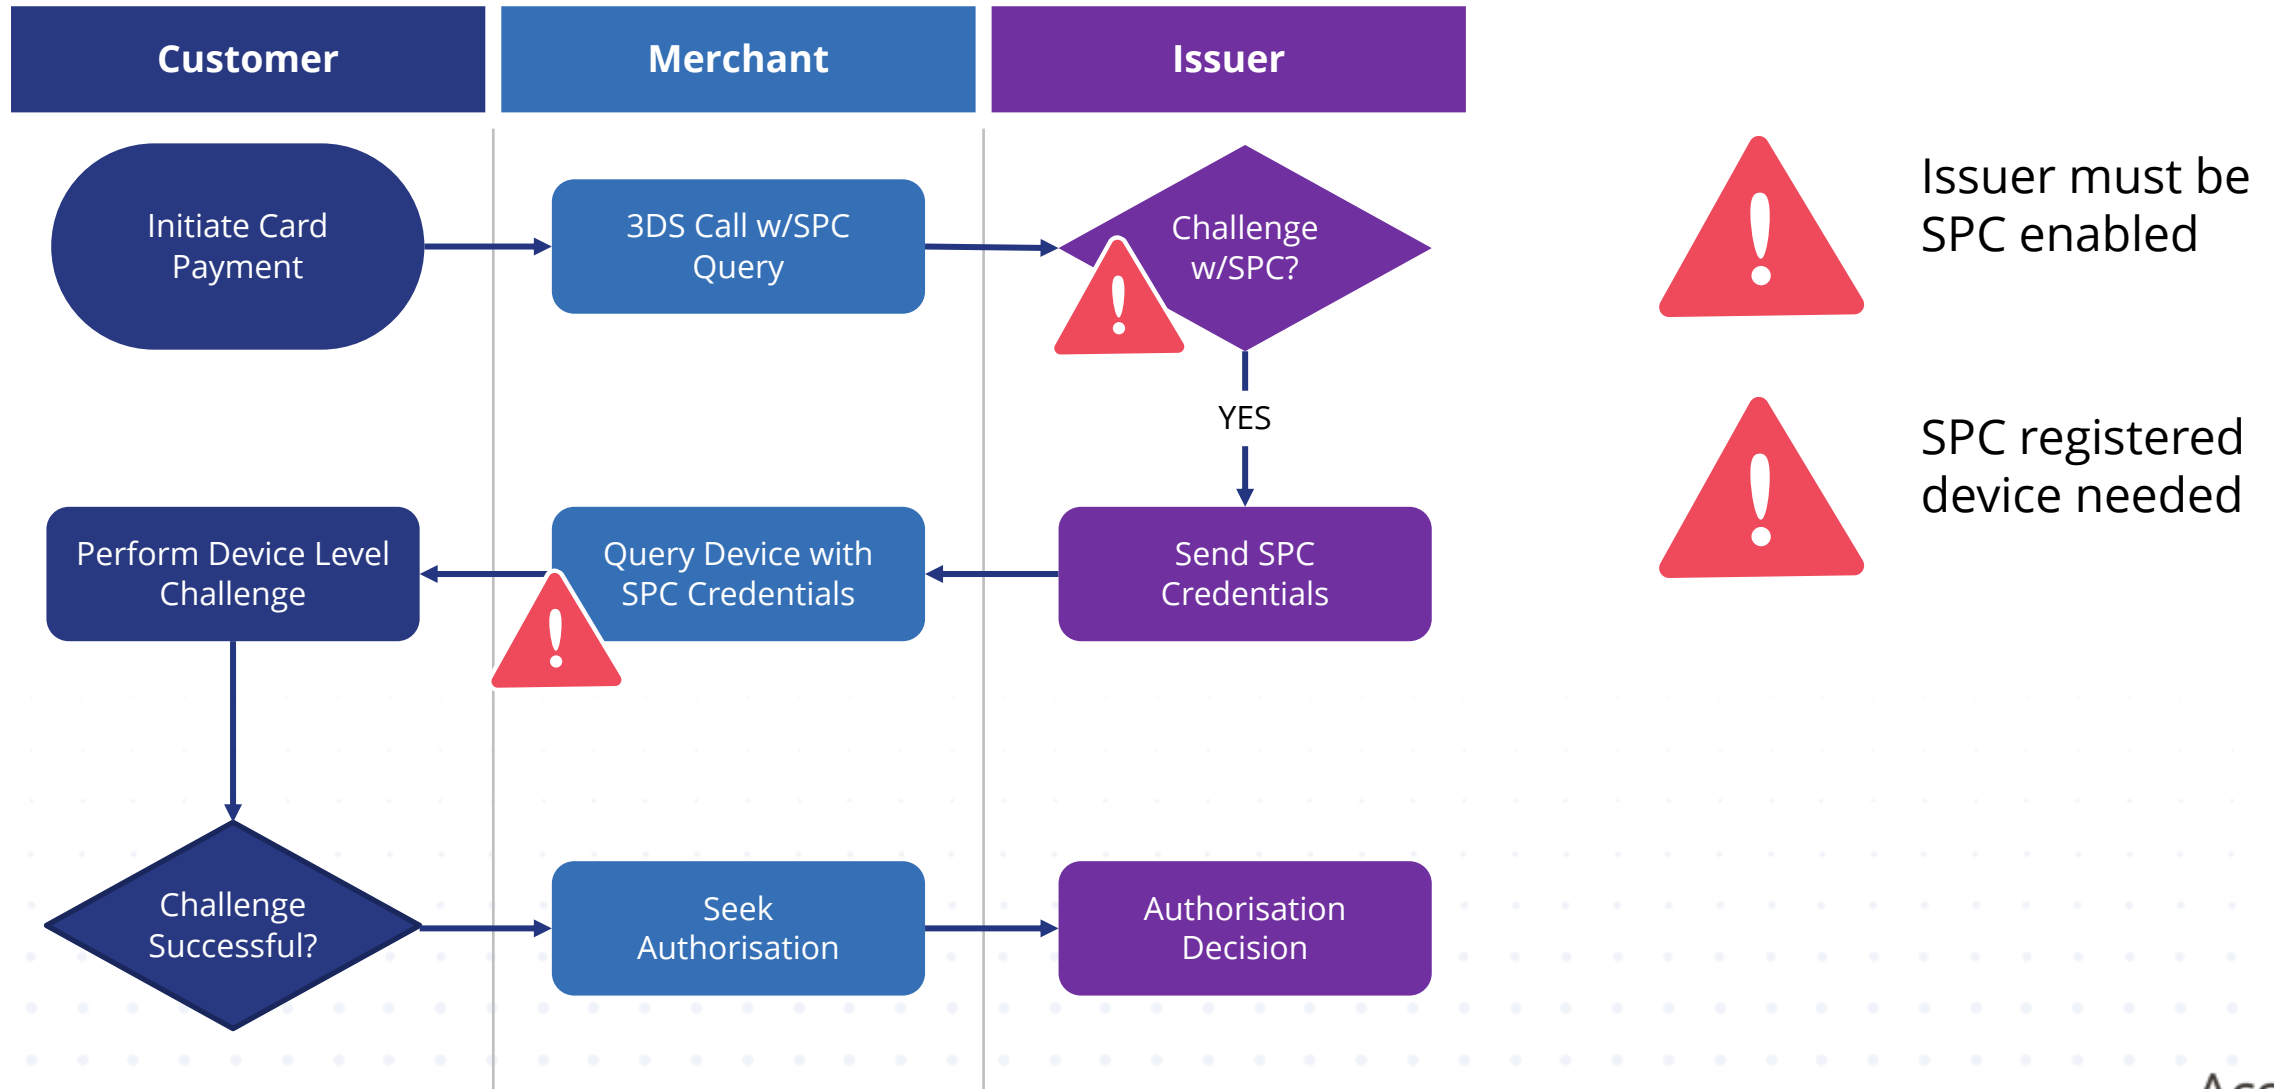 Customer
Merchant
Issuer
Initiate Card
Payment
3DS Call w/SPC
Query
Challenge
w/SPC?
Issuer must be
SPC enabled
YES
SPC registered
device needed
Perform Device Level
Challenge
Query Device with
SPC Credentials
Send SPC
Credentials
Challenge
Successful?
Seek
Authorisation
Authorisation
Decision